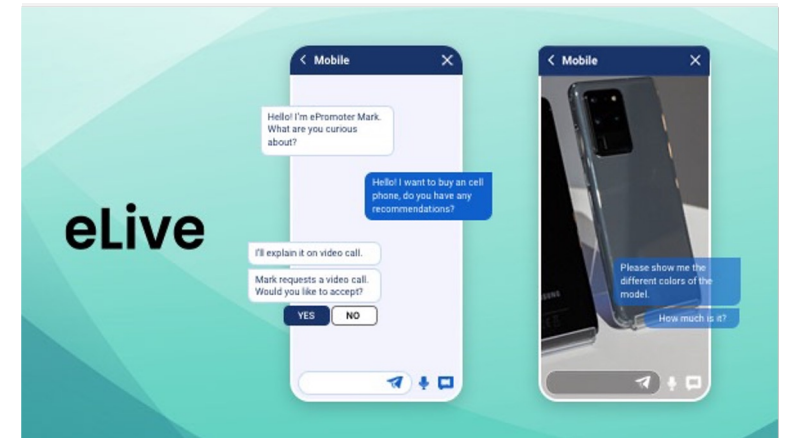 eLive
Mobile
Hello! I'm ePromoter Mark.
What are you curious
about?
Hello! I want to buy an cell
phone, do you have any
recommendations?
I'll explain it on video call.
Mark requests a video call.
Would you like to accept?
YES
NO
Mobile
SAMSUNG
Please show me the
different colors of the
model.
How much is it?